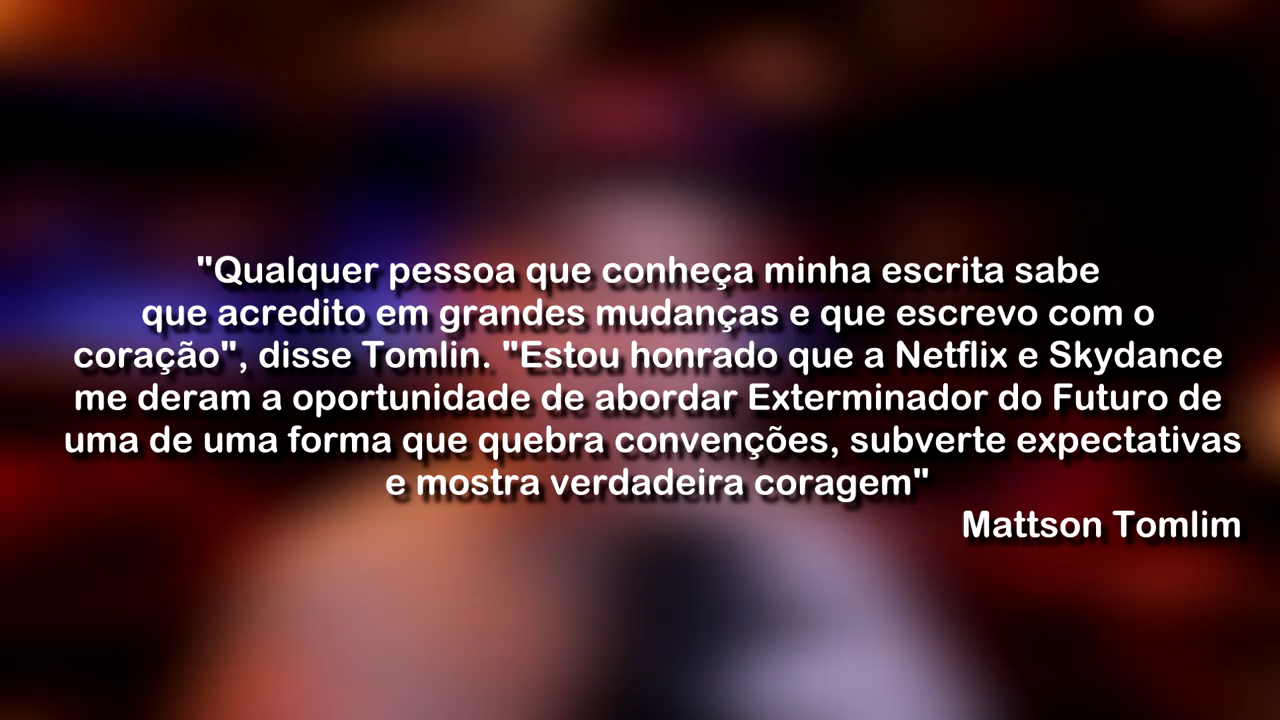 "Qualquer pessoa que conheça minha escrita sabe
que acredito em grandes mudanças e que escrevo com o
coração", disse Tomlin. "Estou honrado que a Netflix e Skydance
me deram a oportunidade de abordar Exterminador do Futuro de
uma de uma forma que quebra convenções, subverte expectativas
e mostra verdadeira coragem"
Mattson Tomlim